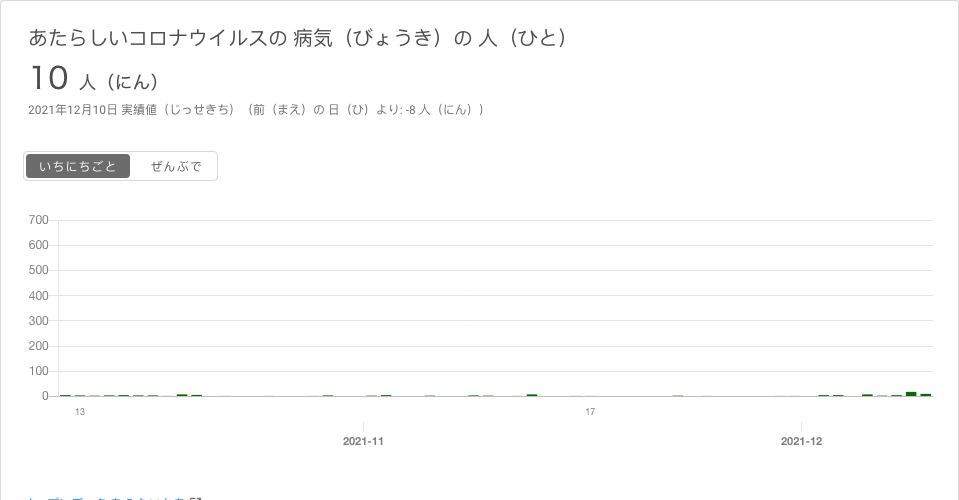 あたらしいコロナウイルスの 病気（びょうき）の 人（ひと）
10 人（にん）
2021年12月10日 実績値（じっせきち）（前（まえ）の 日（ひ）より: -8 人（にん））
いちにちごと ぜんぶで
700
600
500
400
300
200
100
0
13 17
2021-11 2021-12